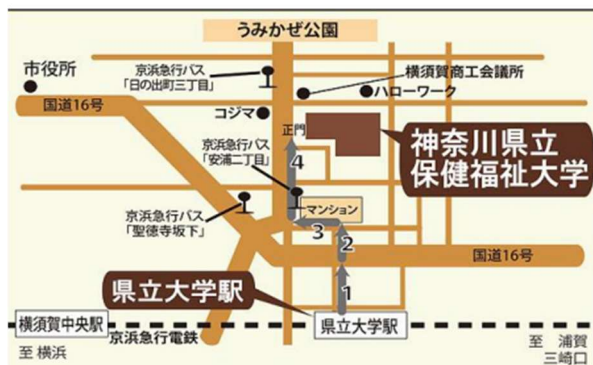 うみかぜ公園
京浜急行バス
「日の出町三丁目」
市役所
横須賀商工会議所
ハローワーク
国道16号
コジマ
正門
京浜急行バス
「安浦二丁目」
4
神奈川県立
保健福祉大学
マンション
京浜急行バス
「聖徳寺坂下」
3
2
国道16号
県立大学駅
1
横須賀中央駅
県立大学駅
京浜急行電鉄
至 横浜
至 浦賀
三崎口